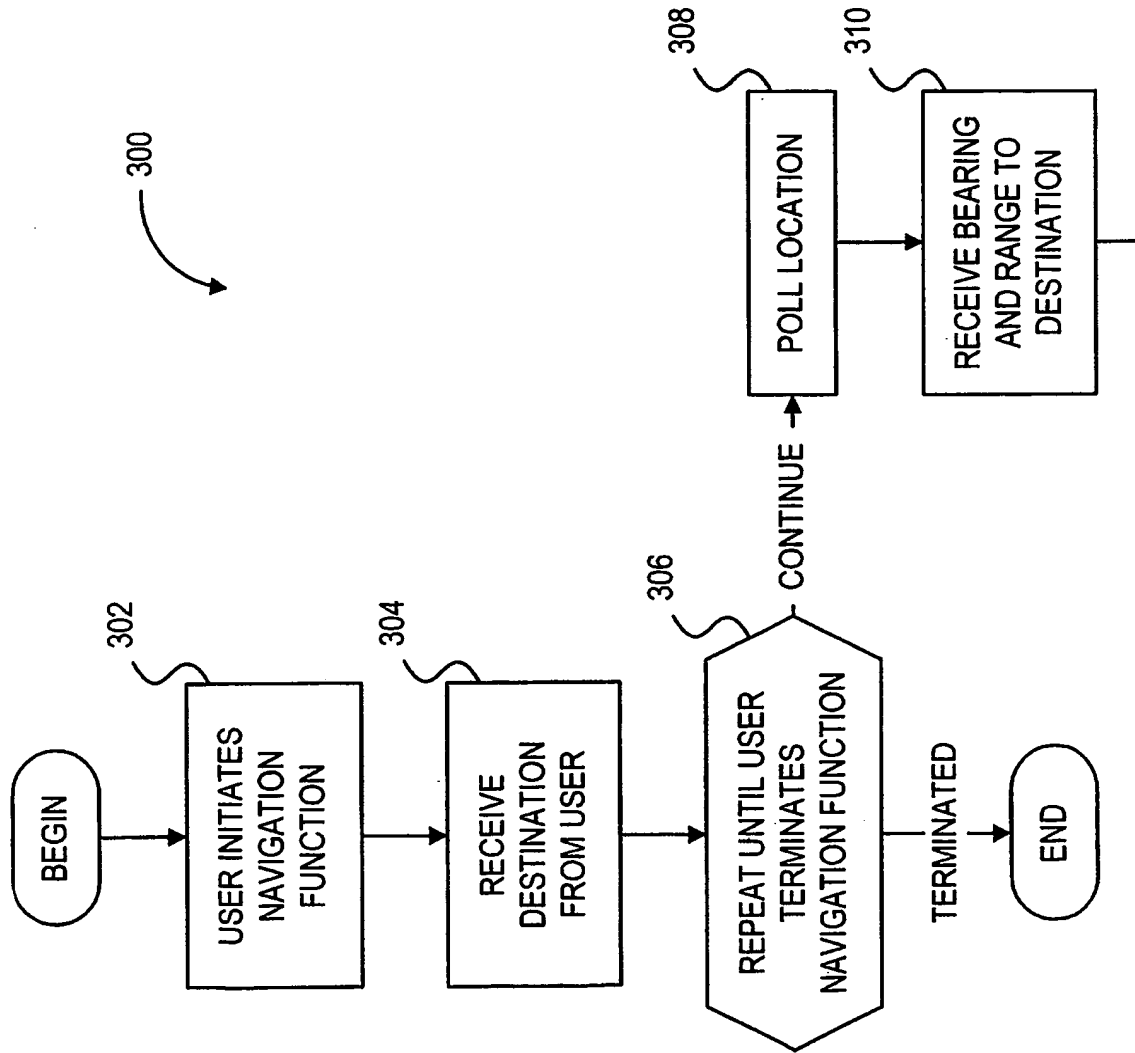 300
BEGIN
302
USER INITIATES
NAVIGATION
FUNCTION
304
RECEIVE
DESTINATION
FROM USER
306
REPEAT UNTIL USER
TERMINATES
NAVIGATION FUNCTION
CONTINUE
308
POLL LOCATION
310
RECEIVE BEARING
AND RANGE TO
DESTINATION
TERMINATED
END